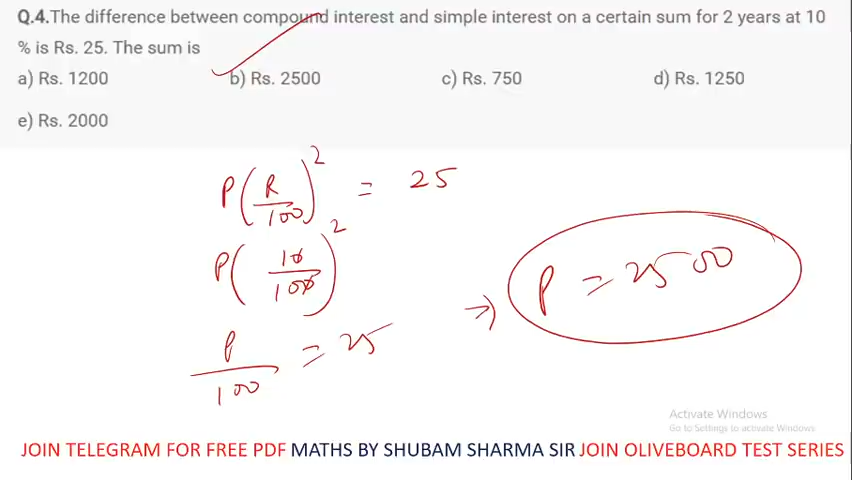 Q.4.The difference between compound interest and simple interest on a certain sum for 2 years at 10
% is Rs. 25. The sum is
a) Rs. 1200 b) Rs. 2500 c) Rs. 750 d) Rs. 1250
e) Rs. 2000
P(R/100)² = 25
P(10/100)²
P/100 = 25
⇒ P = 2500
Activate Windows
Go to Settings to activate Windows.
JOIN TELEGRAM FOR FREE PDF MATHS BY SHUBAM SHARMA SIR JOIN OLIVEBOARD TEST SERIES